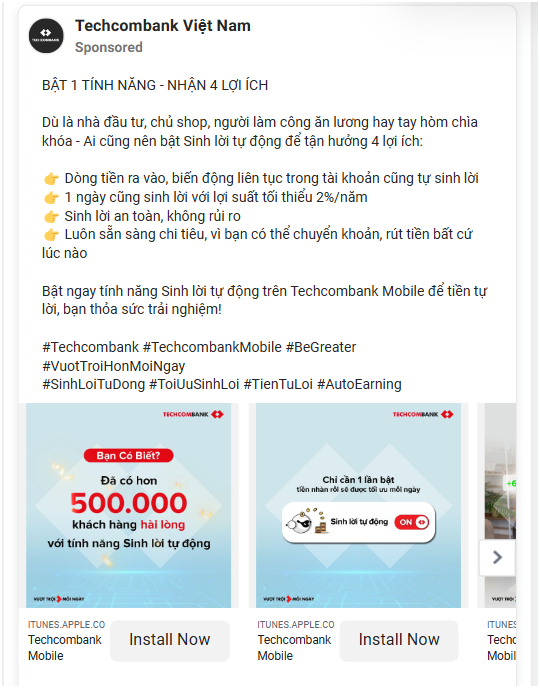 Techcombank Việt Nam
TECHCOMBANK
Sponsored
BẬT 1 TÍNH NĂNG - NHẬN 4 LỢI ÍCH
Dù là nhà đầu tư, chủ shop, người làm công ăn lương hay tay hòm chìa
khóa - Ai cũng nên bật Sinh lời tự động để tận hưởng 4 lợi ích:
👉 Dòng tiền ra vào, biến động liên tục trong tài khoản cũng tự sinh lời
👉 1 ngày cũng sinh lời với lợi suất tối thiểu 2%/năm
👉 Sinh lời an toàn, không rủi ro
👉 Luôn sẵn sàng chi tiêu, vì bạn có thể chuyển khoản, rút tiền bất cứ
lúc nào
Bật ngay tính năng Sinh lời tự động trên Techcombank Mobile để tiền tự
lời, bạn thỏa sức trải nghiệm!
#Techcombank #TechcombankMobile #BeGreater
#VuotTroiHonMoiNgay
#SinhLoiTuDong #ToiUuSinhLoi #TienTuLoi #AutoEarning
TECHCOMBANK
Bạn Có Biết?
Đã có hơn
500.000
khách hàng hài lòng
với tính năng Sinh lời tự động
VƯỢT TRỘI MỖI NGÀY
ITUNES.APPLE.CO
Techcombank
Mobile
Install Now
TECHCOMBANK
Chỉ cần 1 lần bật
tiền nhàn rỗi sẽ được tối ưu mỗi ngày
Sinh lời tự động
ON
VƯỢT TRỘI MỖI NGÀY
ITUNES.APPLE.CO
Techcombank
Mobile
Install Now
+6
ITUNES
Techc
Mobil